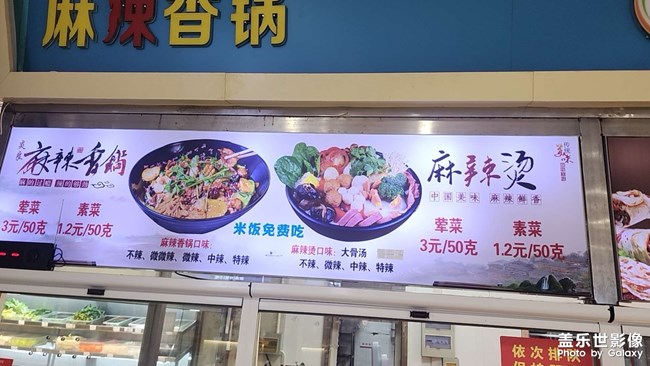 麻辣香锅
麻辣香锅
荤菜
3元/50克
素菜
1.2元/50克
麻辣香锅口味:
不辣、微微辣、微辣、中辣、特辣
米饭免费吃
麻辣烫口味: 大骨汤
不辣、微微辣、中辣、特辣
麻辣烫
中国美味 麻辣鲜香
荤菜
3元/50克
素菜
1.2元/50克
依次排队
盖乐世影像
Photo by Galaxy